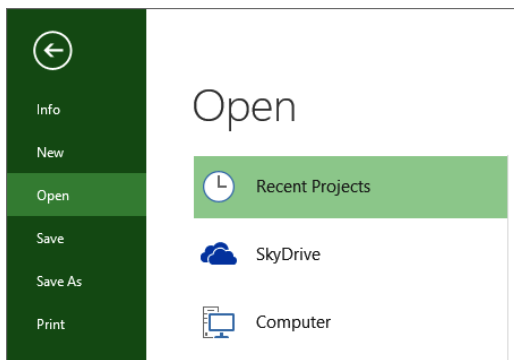 Info
New
Open
Save
Save As
Print
Open
Recent Projects
SkyDrive
Computer